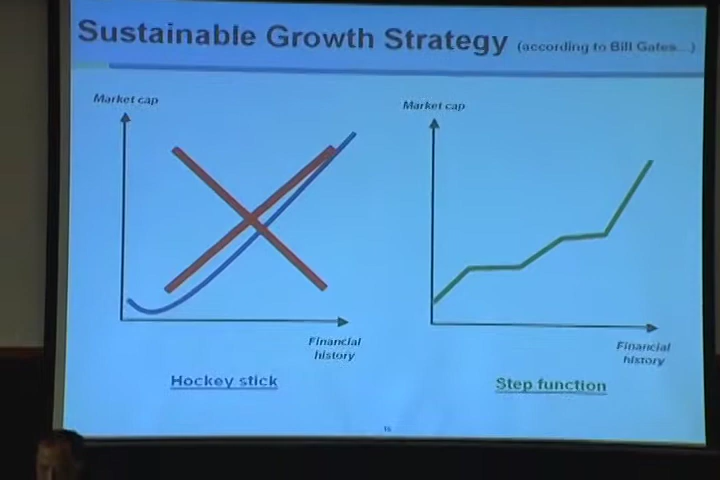 Sustainable Growth Strategy (according to Bill Gates...)
Market cap
Financial
history
Hockey stick
Market cap
Financial
history
Step function
16